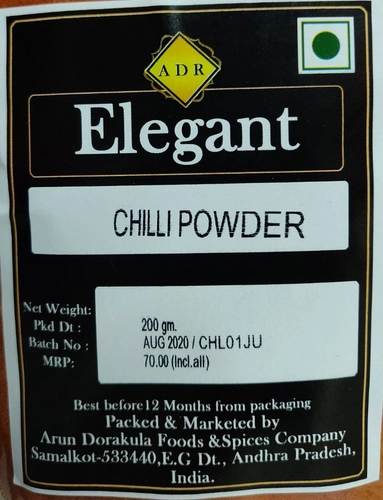 ADR
Elegant
CHILLI POWDER
Net Weight: 200 gm.
Pkd Dt : AUG 2020 / CHL01JU
Batch No :
MRP: 70.00 (Incl.all)
Best before12 Months from packaging
Packed & Marketed by
Arun Dorakula Foods &Spices Company
Samalkot-533440,E.G Dt., Andhra Pradesh,
India.